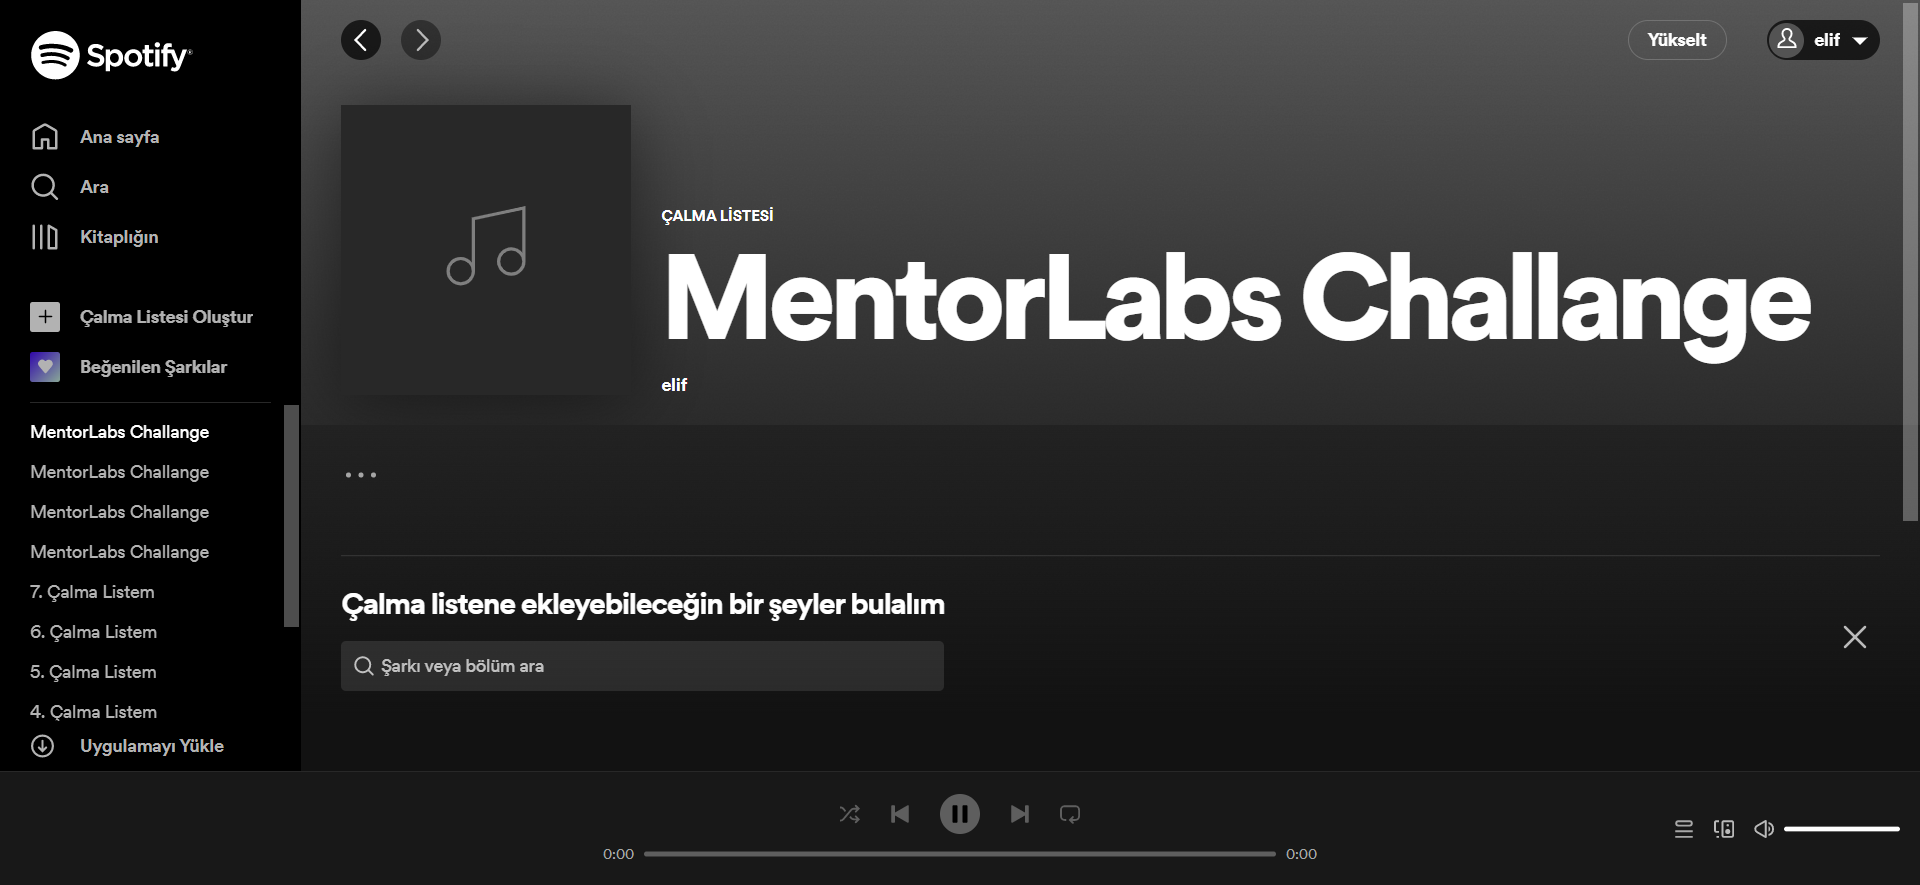 Spotify
Ana sayfa
Ara
Kitaplığın
Çalma Listesi Oluştur
Beğenilen Şarkılar
MentorLabs Challange
MentorLabs Challange
MentorLabs Challange
MentorLabs Challange
7. Çalma Listem
6. Çalma Listem
5. Çalma Listem
4. Çalma Listem
Uygulamayı Yükle
Yükselt
elif
ÇALMA LİSTESİ
MentorLabs Challange
elif
Çalma listene ekleyebileceğin bir şeyler bulalım
Şarkı veya bölüm ara
0:00
0:00